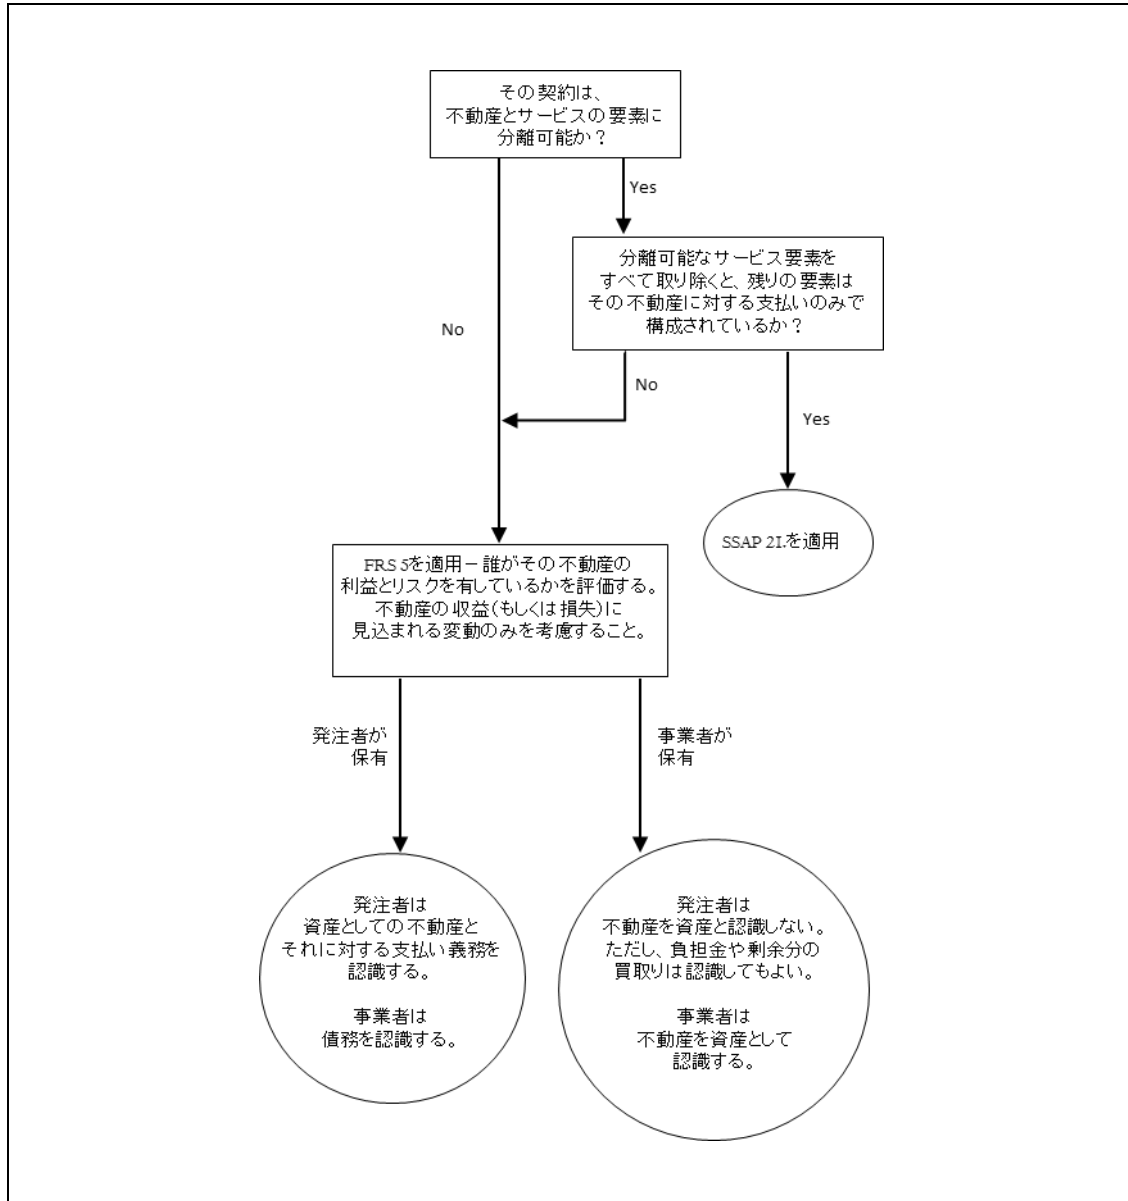 その契約は、
不動産とサービスの要素に
分離可能か？
Yes
分離可能なサービス要素を
すべて取り除くと、残りの要素は
その不動産に対する支払いのみで
構成されているか？
No
No
Yes
SSAP 21.を適用
FRS 5を適用－誰がその不動産の
利益とリスクを有しているかを評価する。
不動産の収益(もしくは損失)に
見込まれる変動のみを考慮すること。
発注者が
保有
事業者が
保有
発注者は
資産としての不動産と
それに対する支払い義務を
認識する。
事業者は
債務を認識する。
発注者は
不動産を資産と認識しない。
ただし、負担金や剰余分の
買取りは認識してもよい。
事業者は
不動産を資産として
認識する。